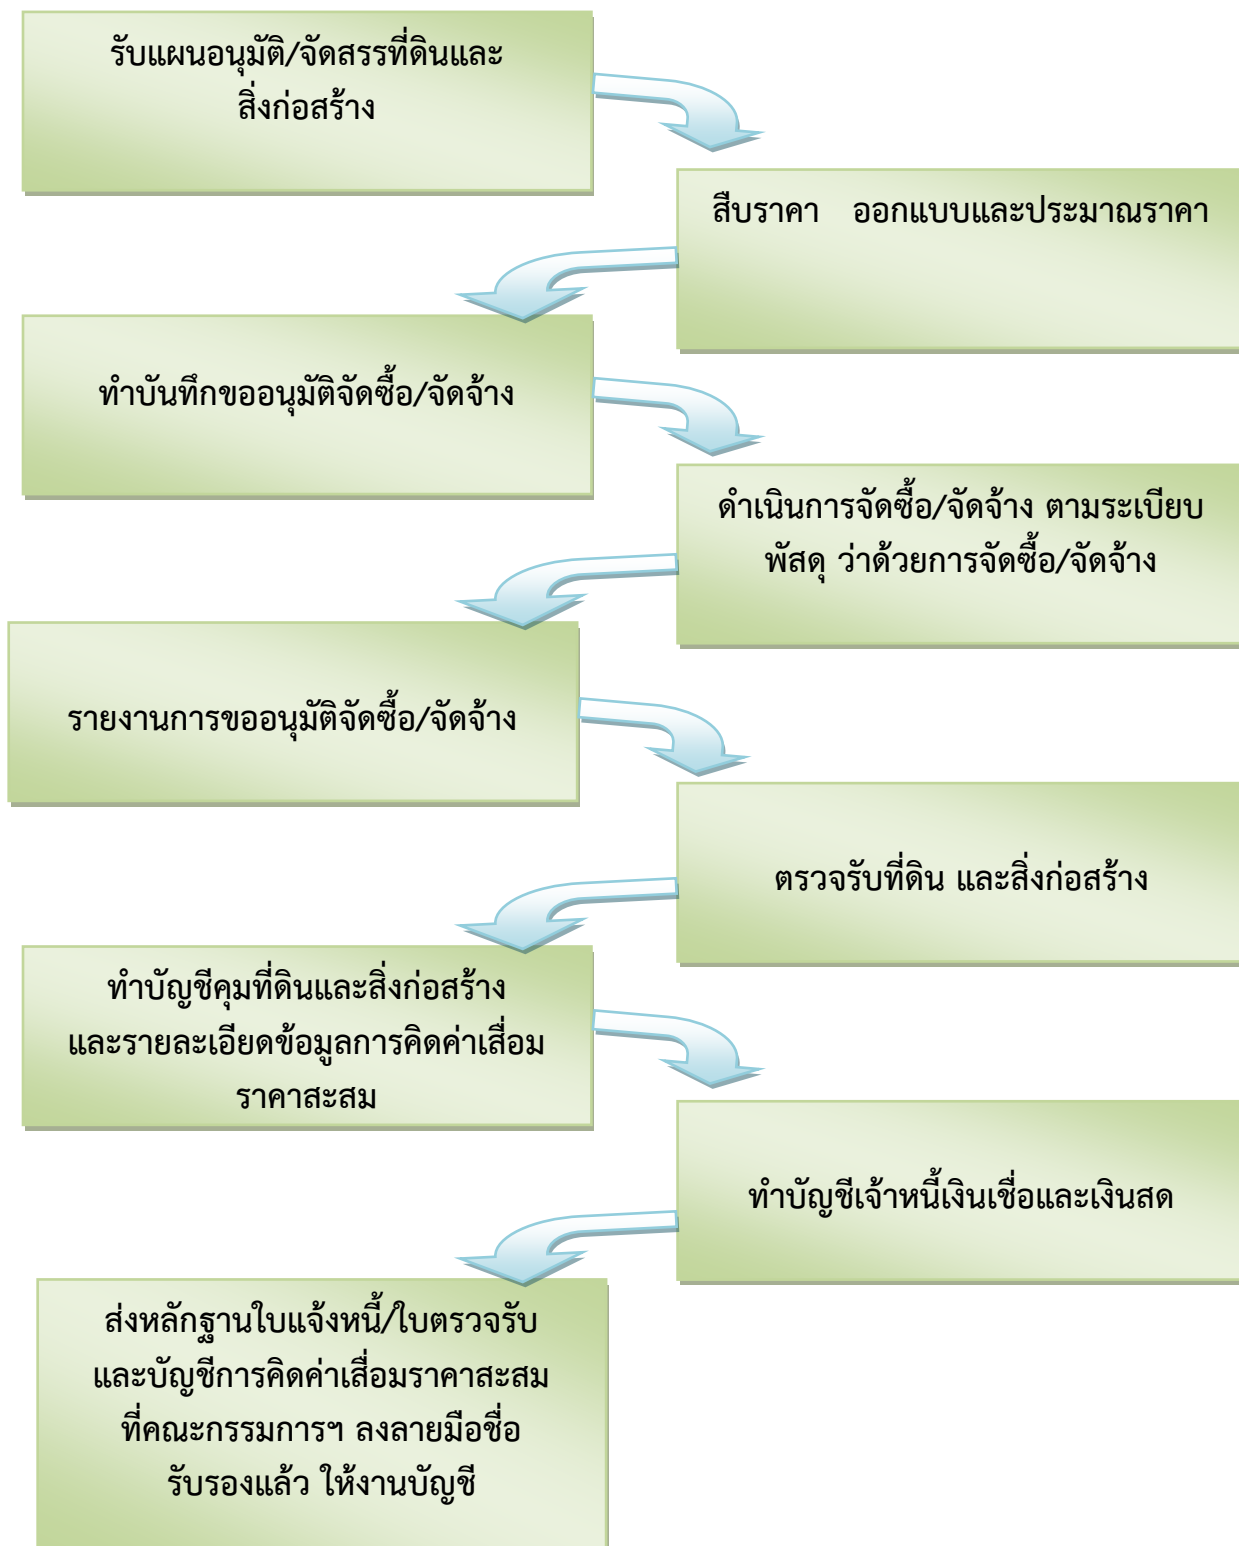 รับแผนอนุมัติ/จัดสรรที่ดินและ
สิ่งก่อสร้าง
สืบราคา ออกแบบและประมาณราคา
ทำบันทึกขออนุมัติจัดซื้อ/จัดจ้าง
ดำเนินการจัดซื้อ/จัดจ้าง ตามระเบียบ
พัสดุ ว่าด้วยการจัดซื้อ/จัดจ้าง
รายงานการขออนุมัติจัดซื้อ/จัดจ้าง
ตรวจรับที่ดิน และสิ่งก่อสร้าง
ทำบัญชีคุมที่ดินและสิ่งก่อสร้าง
และรายละเอียดข้อมูลการคิดค่าเสื่อม
ราคาสะสม
ทำบัญชีเจ้าหนี้เงินเชื่อและเงินสด
ส่งหลักฐานใบแจ้งหนี้/ใบตรวจรับ
และบัญชีการคิดค่าเสื่อมราคาสะสม
ที่คณะกรรมการฯ ลงลายมือชื่อ
รับรองแล้ว ให้งานบัญชี